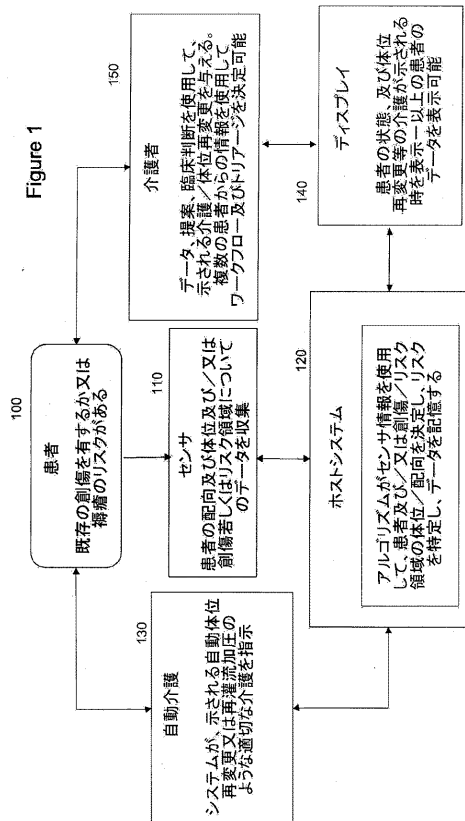 Figure 1
100
患者
既存の創傷を有するか又は
褥瘡のリスクがある
130
自動介護
システムが、示される自動体位
再変更又は再灌流加圧の
ような適切な介護を指示
110
センサ
患者の配向及び体位及び/又は
創傷若しくはリスク領域について
のデータを収集
150
介護者
データ、提案、臨床判断を使用して、
示される介護/体位再変更を与える。
複数の患者からの情報を使用して
ワークフロー及びトリアージを決定可能
120
ホストシステム
アルゴリズムがセンサ情報を使用
して、患者及び/又は創傷/リスク
領域の体位/配向を決定し、リスク
を特定し、データを記憶する
140
ディスプレイ
患者の状態、及び体位
再変更等の介護が示される
時を表示一以上の患者の
データを表示可能